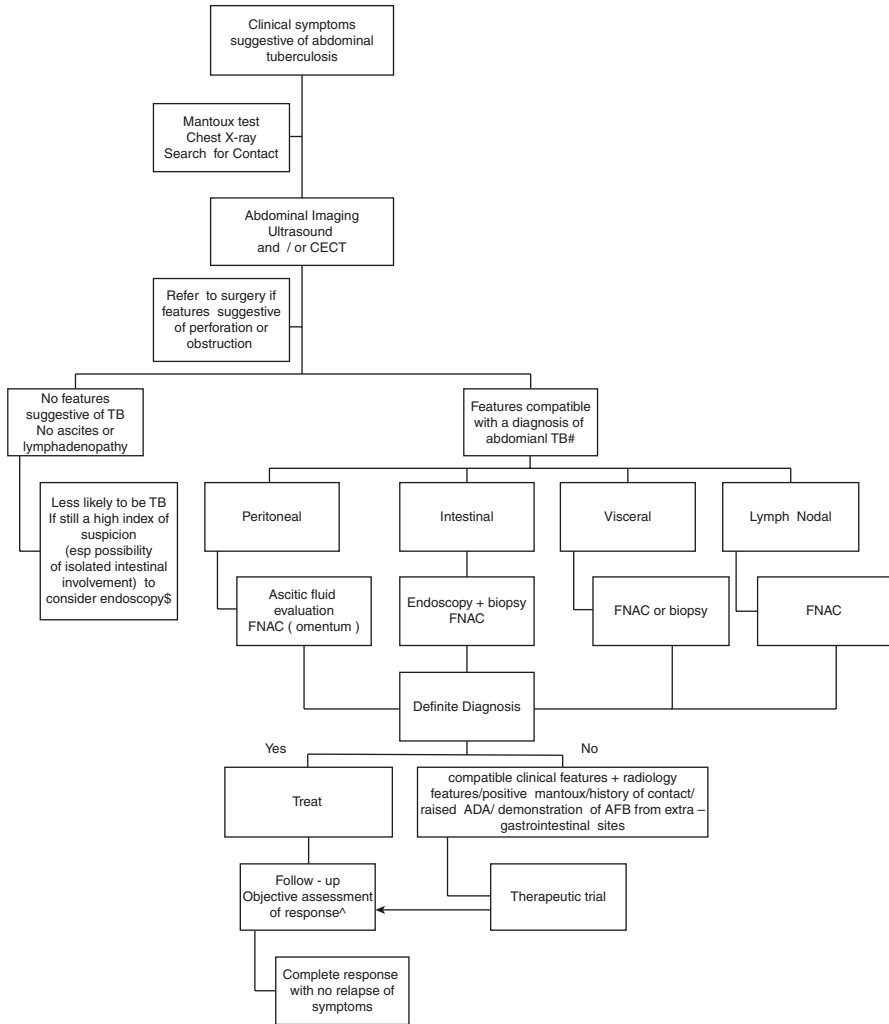 Clinical symptoms
suggestive of abdominal
tuberculosis
Mantoux test
Chest X-ray
Search for Contact
Abdominal Imaging
Ultrasound
and / or CECT
Refer to surgery if
features suggestive
of perforation or
obstruction
No features
suggestive of TB
No ascites or
lymphadenopathy
Features compatible
with a diagnosis of
abdomianl TB#
Less likely to be TB
If still a high index of
suspicion
(esp possibility
of isolated intestinal
involvement) to
consider endoscopy$
Peritoneal
Intestinal
Visceral
Lymph Nodal
Ascitic fluid
evaluation
FNAC ( omentum )
Endoscopy + biopsy
FNAC
FNAC or biopsy
FNAC
Definite Diagnosis
Yes
No
Treat
compatible clinical features + radiology
features/positive mantoux/history of contact/
raised ADA/ demonstration of AFB from extra –
gastrointestinal sites
Follow - up
Objective assessment
of response^
Therapeutic trial
Complete response
with no relapse of
symptoms